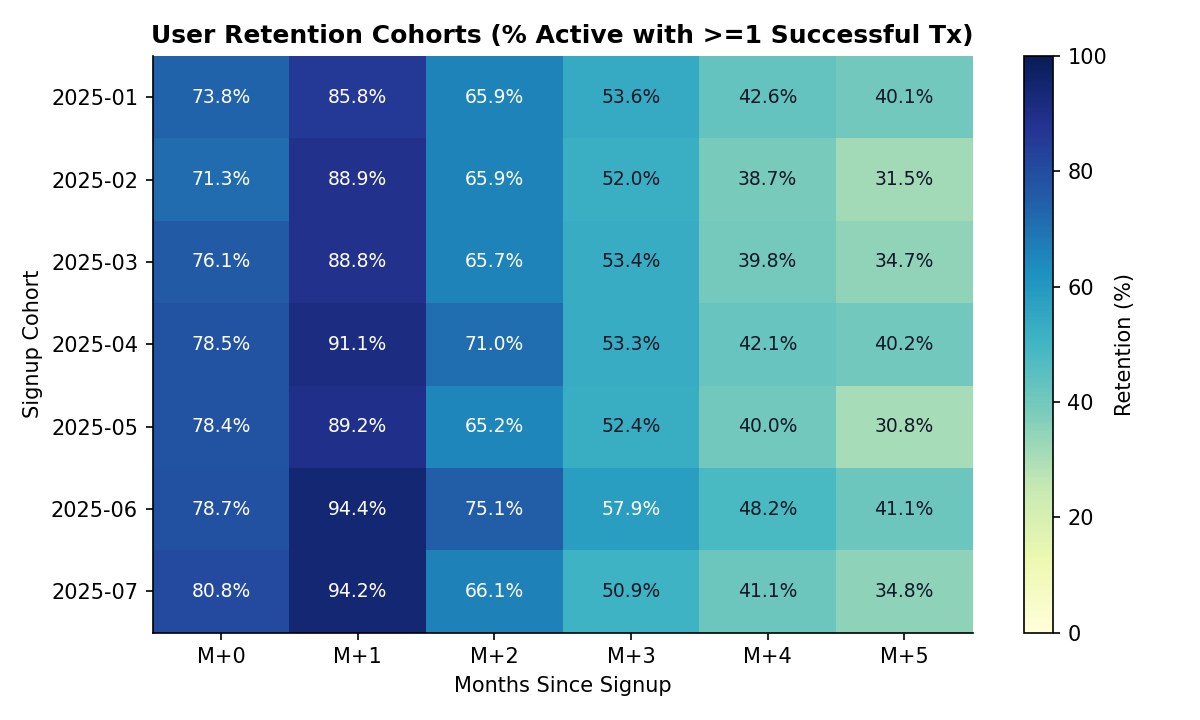 User Retention Cohorts (% Active with >=1 Successful Tx)
Signup Cohort
2025-01 73.8% 85.8% 65.9% 53.6% 42.6% 40.1%
2025-02 71.3% 88.9% 65.9% 52.0% 38.7% 31.5%
2025-03 76.1% 88.8% 65.7% 53.4% 39.8% 34.7%
2025-04 78.5% 91.1% 71.0% 53.3% 42.1% 40.2%
2025-05 78.4% 89.2% 65.2% 52.4% 40.0% 30.8%
2025-06 78.7% 94.4% 75.1% 57.9% 48.2% 41.1%
2025-07 80.8% 94.2% 66.1% 50.9% 41.1% 34.8%
M+0 M+1 M+2 M+3 M+4 M+5
Months Since Signup
100
80
60
40
20
0
Retention (%)